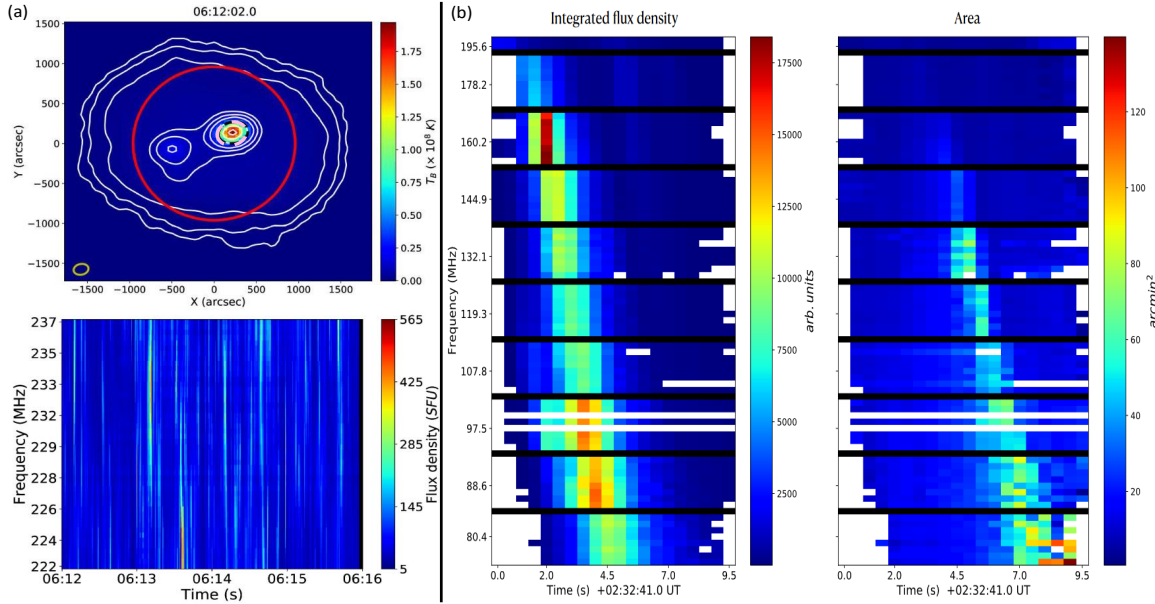 (a)
06:12:02.0
1500
1000
500
0
−500
−1000
−1500
Y (arcsec)
−1500 −1000 −500 0 500 1000 1500
X (arcsec)
1.75
1.50
1.25
1.00
0.75
0.50
0.25
0.00
T_B (× 10^8 K)
237
235
233
232
229
228
226
224
222
Frequency (MHz)
06:12 06:13 06:14 06:15 06:16
Time (s)
565
425
285
145
5
Flux density (SFU)
(b)
Integrated flux density
195.6
178.2
160.2
144.9
132.1
119.3
107.8
97.5
88.6
80.4
Frequency (MHz)
0.0 2.0 4.5 7.0 9.5
Time (s) +02:32:41.0 UT
17500
15000
12500
10000
7500
5000
2500
arb. units
Area
0.0 2.0 4.5 7.0 9.5
Time (s) +02:32:41.0 UT
120
100
80
60
40
20
arcmin²